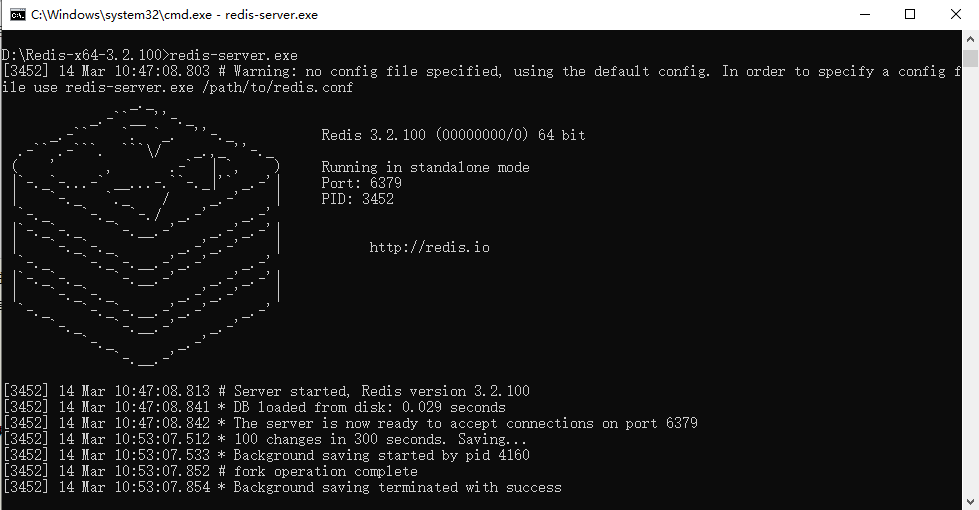 C:\Windows\system32\cmd.exe - redis-server.exe
D:\Redis-x64-3.2.100>redis-server.exe
[3452] 14 Mar 10:47:08.803 # Warning: no config file specified, using the default config. In order to specify a config f
ile use redis-server.exe /path/to/redis.conf
Redis 3.2.100 (00000000/0) 64 bit
Running in standalone mode
Port: 6379
PID: 3452
http://redis.io
[3452] 14 Mar 10:47:08.813 # Server started, Redis version 3.2.100
[3452] 14 Mar 10:47:08.841 * DB loaded from disk: 0.029 seconds
[3452] 14 Mar 10:47:08.842 * The server is now ready to accept connections on port 6379
[3452] 14 Mar 10:53:07.512 * 100 changes in 300 seconds. Saving...
[3452] 14 Mar 10:53:07.533 * Background saving started by pid 4160
[3452] 14 Mar 10:53:07.852 # fork operation complete
[3452] 14 Mar 10:53:07.854 * Background saving terminated with success